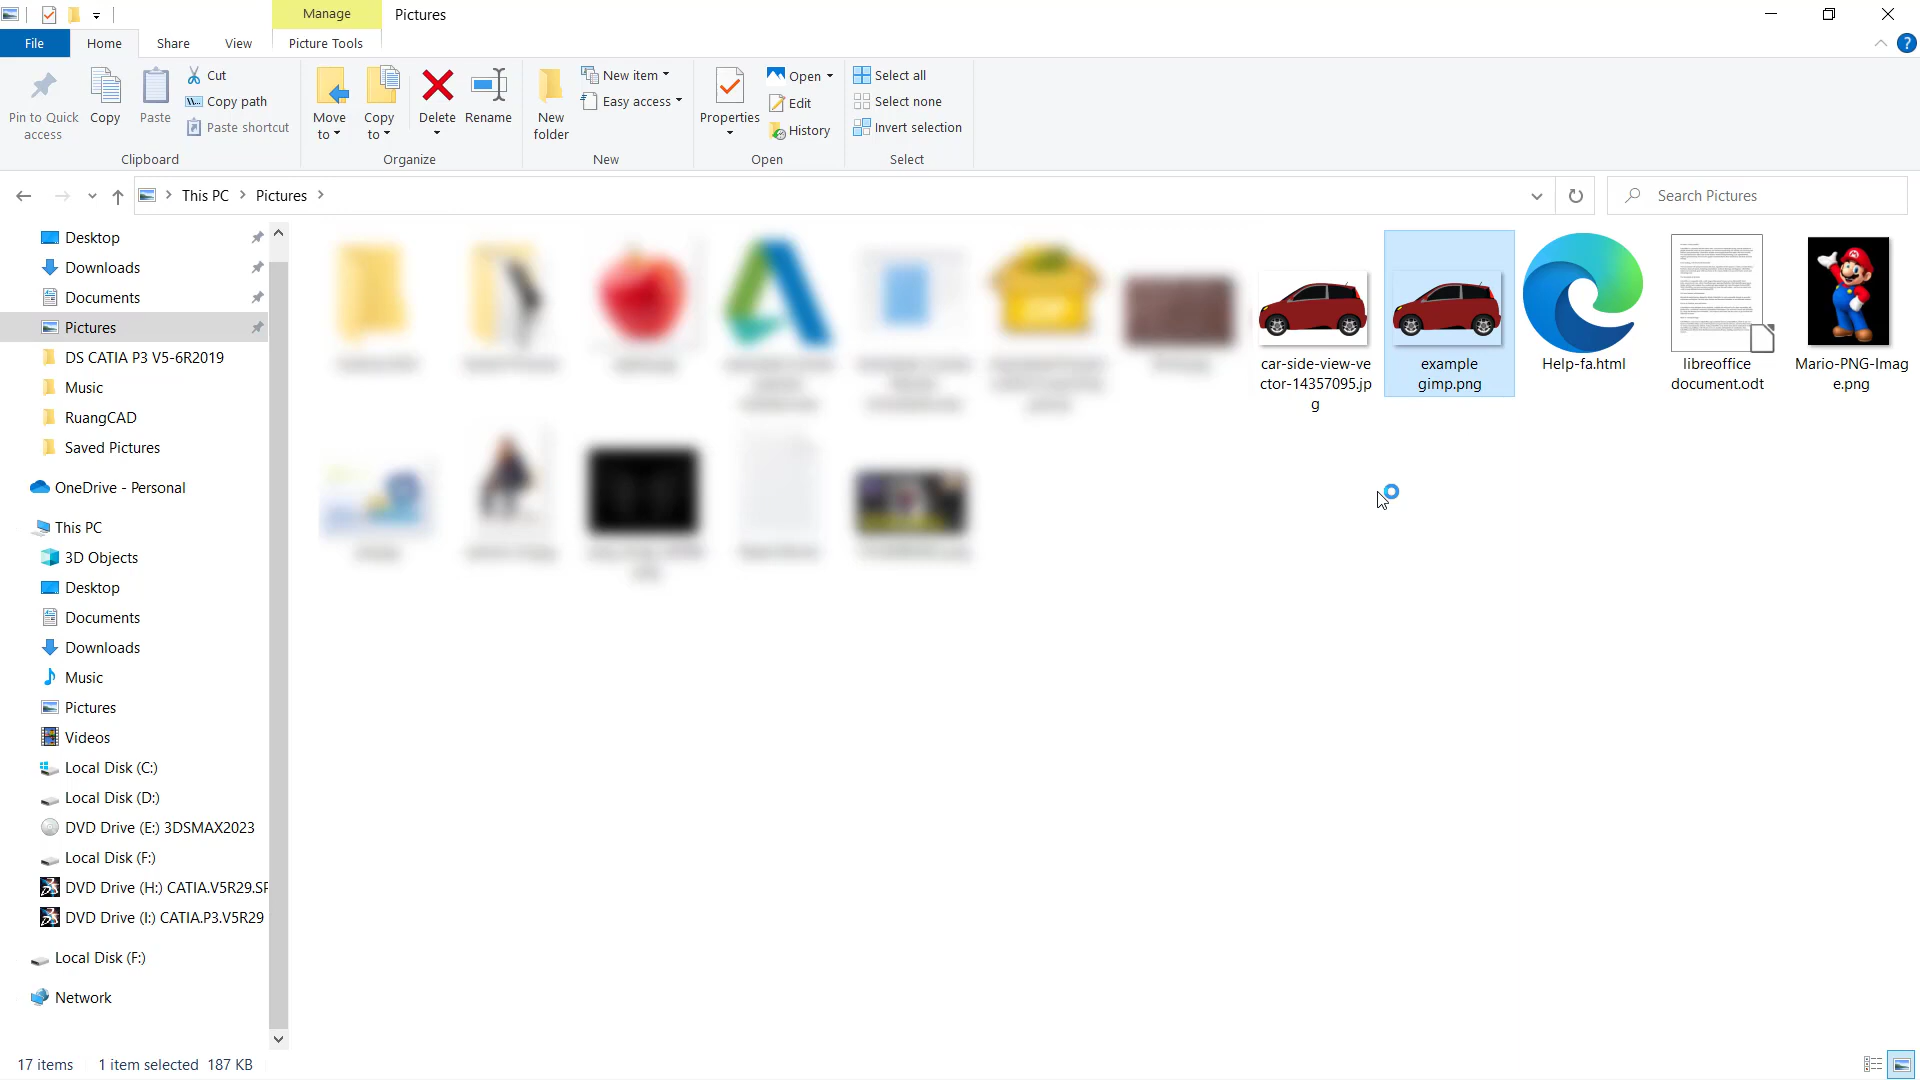 Manage
Pictures
File
Home
Share
View
Picture Tools
?
Pin to Quick
access
Copy
Paste
Cut
Copy path
Paste shortcut
Move
to
Copy
to
Delete
Rename
New
folder
New item
Easy access
Properties
Open
Edit
History
Select all
Select none
Invert selection
Clipboard
Organize
New
Open
Select
This PC
Pictures
Search Pictures
Desktop
Downloads
Documents
Pictures
DS CATIA P3 V5-6R2019
Music
RuangCAD
Saved Pictures
OneDrive - Personal
This PC
3D Objects
Desktop
Documents
Downloads
Music
Pictures
Videos
Local Disk (C:)
Local Disk (D:)
DVD Drive (E:) 3DSMAX2023
Local Disk (F:)
DVD Drive (H:) CATIA.V5R29.SP
DVD Drive (I:) CATIA.P3.V5R29
Local Disk (F:)
Network
car-side-view-ve
ctor-14357095.jp
g
example
gimp.png
Help-fa.html
libreoffice
document.odt
Mario-PNG-Imag
e.png
17 items
1 item selected
187 KB